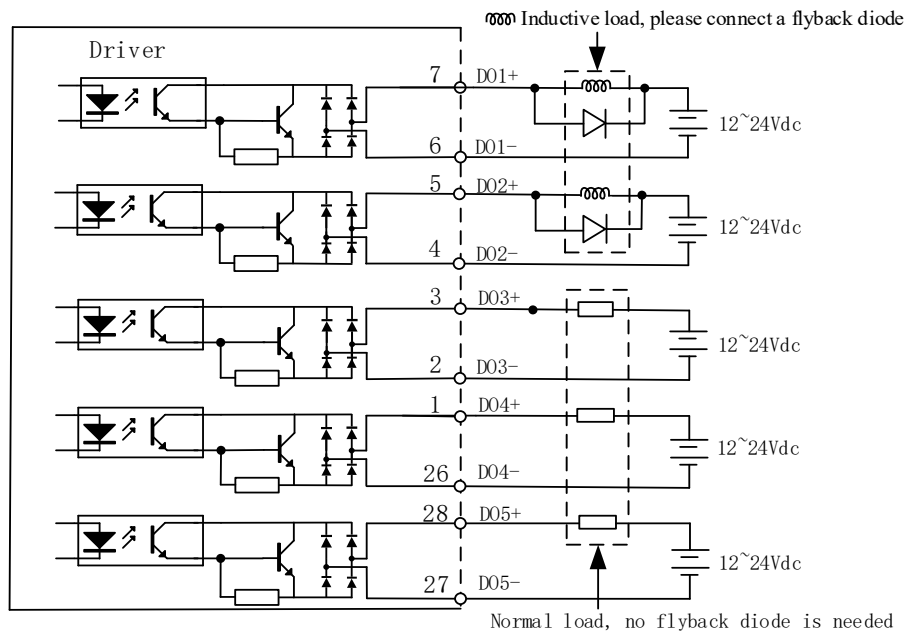 Inductive load, please connect a flyback diode
Driver
7 DO1+
12~24Vdc
6 DO1-
5 DO2+
12~24Vdc
4 DO2-
3 DO3+
12~24Vdc
2 DO3-
1 DO4+
12~24Vdc
26 DO4-
28 DO5+
12~24Vdc
27 DO5-
Normal load, no flyback diode is needed